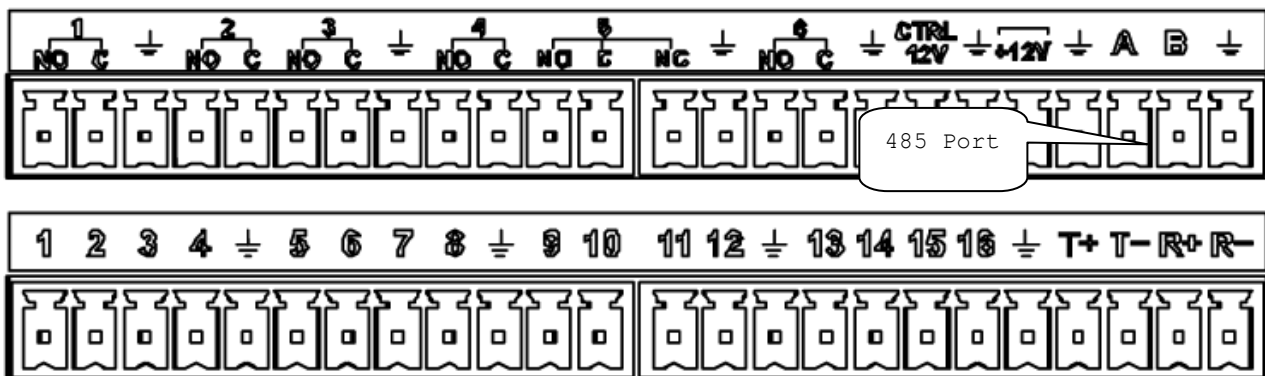 1 2 3 4 5 6
NO C ⏚ NO C NO C ⏚ NO C NO C NC ⏚ NO C ⏚ CTRL 12V ⏚ +12V ⏚ A B ⏚
485 Port
1 2 3 4 ⏚ 5 6 7 8 ⏚ 9 10 11 12 ⏚ 13 14 15 16 ⏚ T+ T- R+ R-